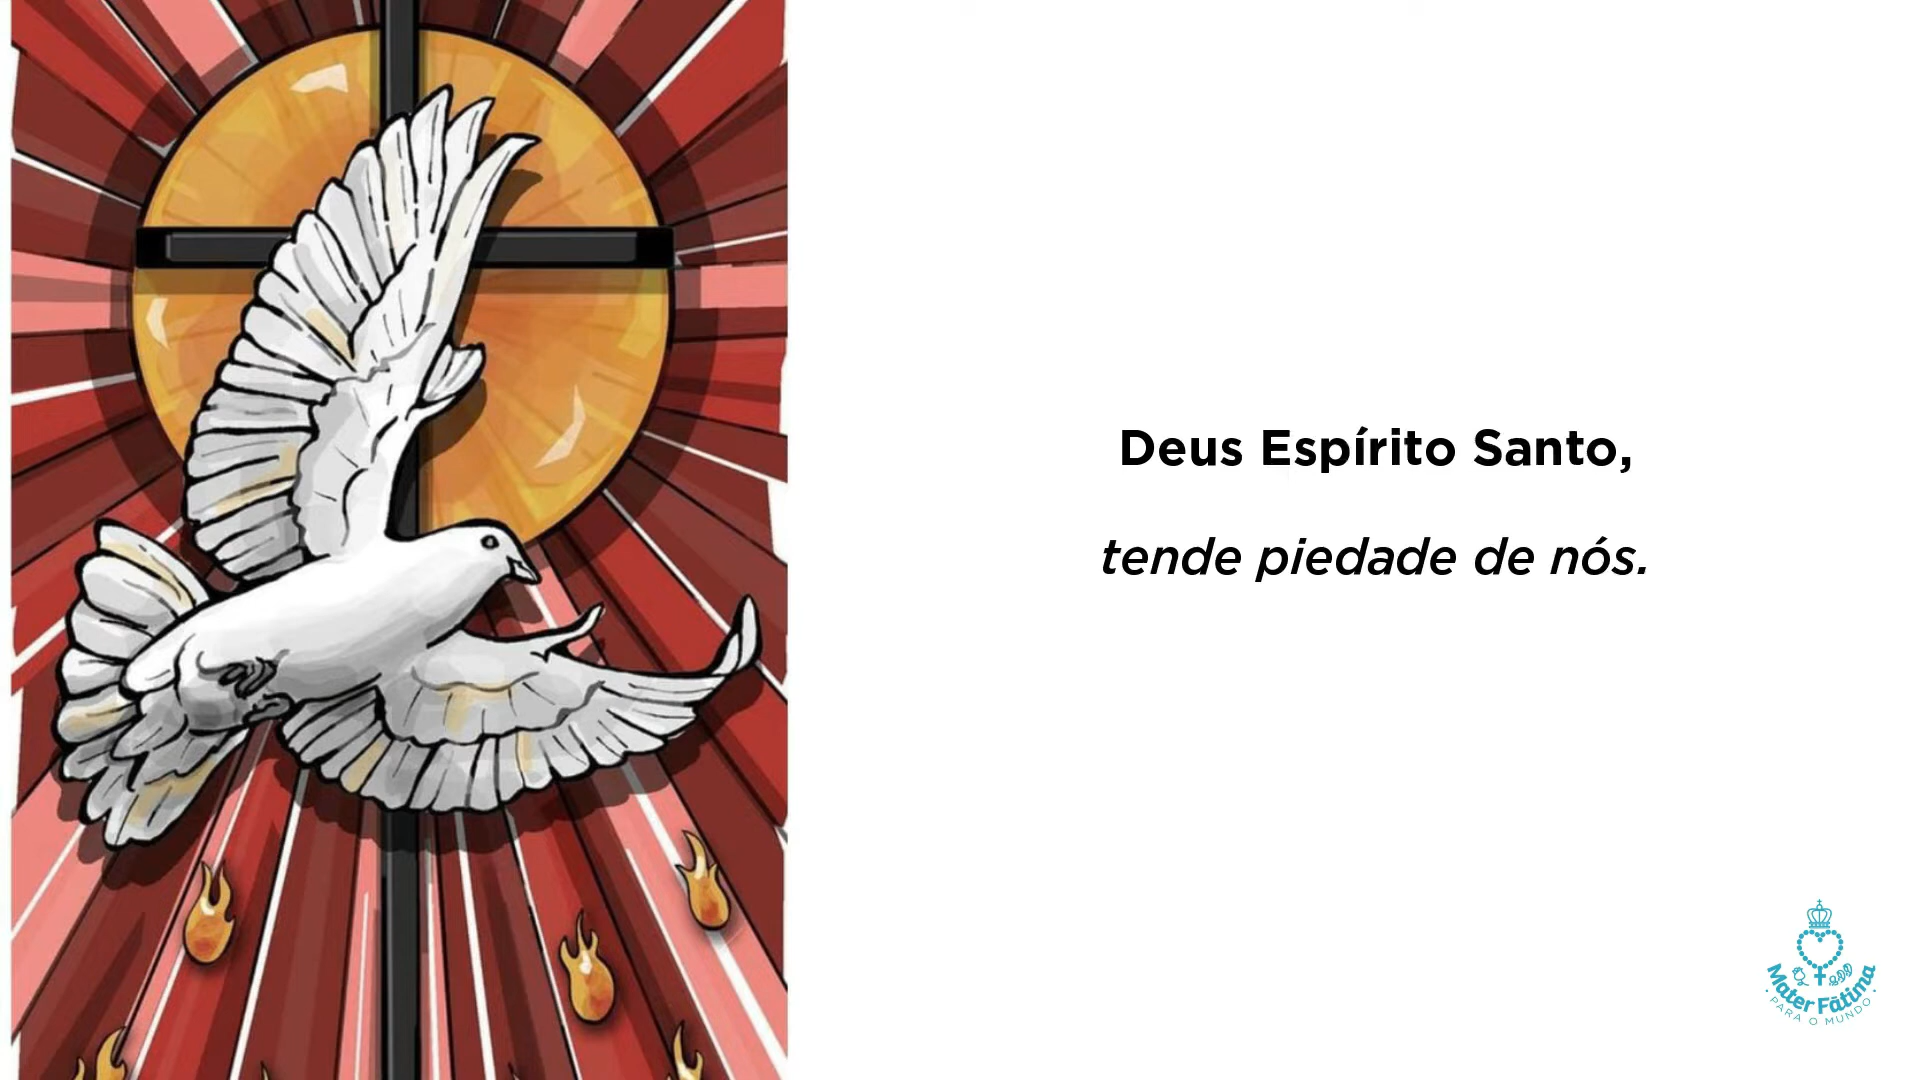 Deus Espírito Santo,
tende piedade de nós.
Mater Fátima
PARA O MUNDO